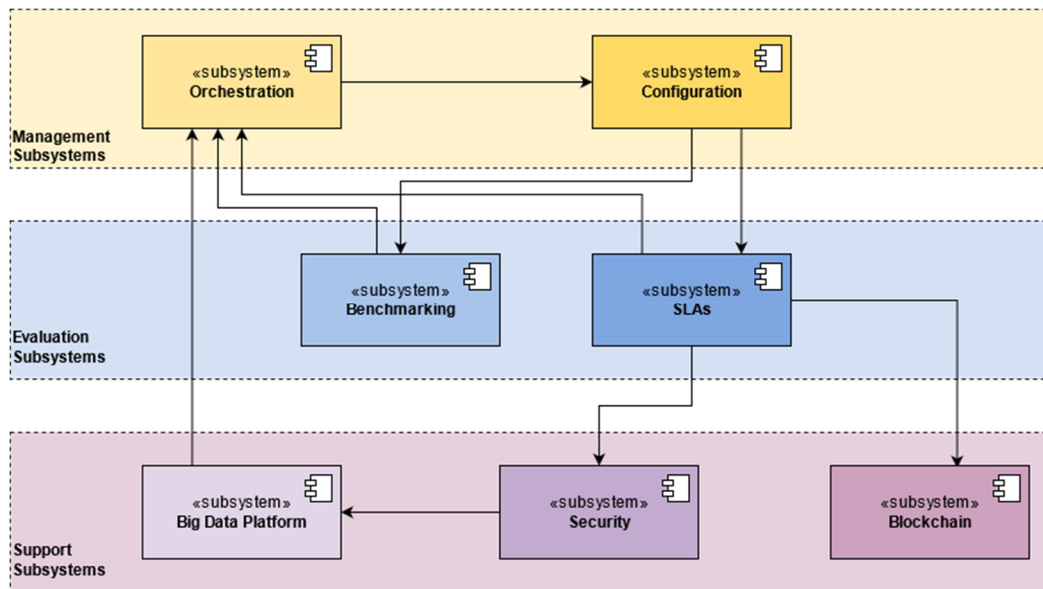 «subsystem»
Orchestration
«subsystem»
Configuration
Management
Subsystems
«subsystem»
Benchmarking
«subsystem»
SLAs
Evaluation
Subsystems
«subsystem»
Big Data Platform
«subsystem»
Security
«subsystem»
Blockchain
Support
Subsystems